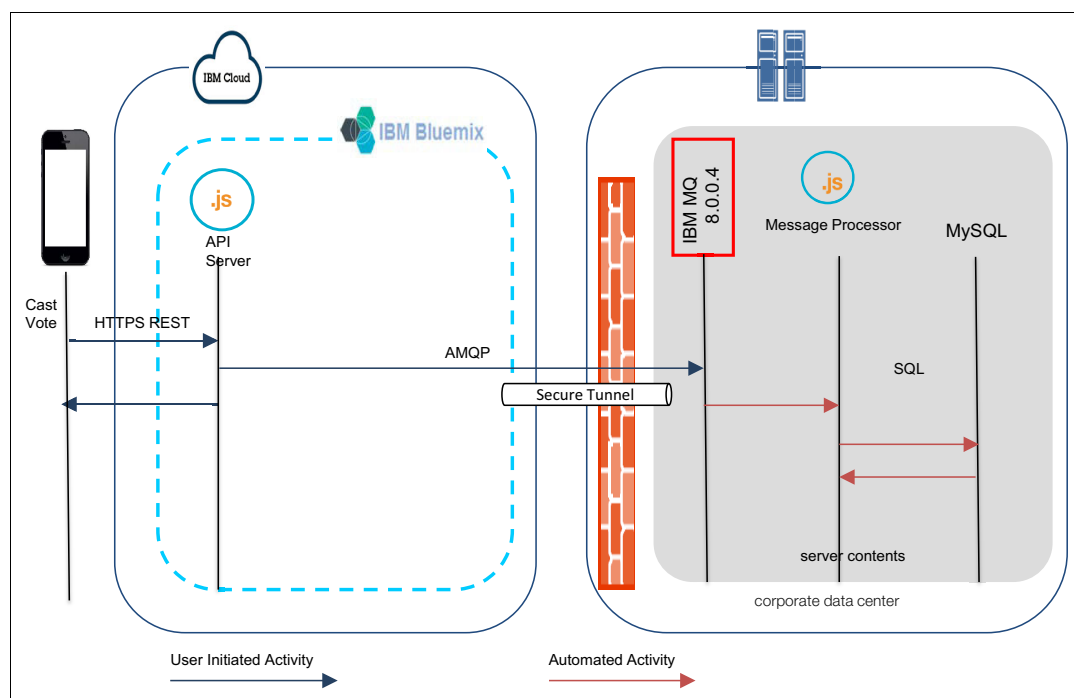 IBM Cloud
IBM Bluemix
.js
API
Server
IBM MQ
8.0.0.4
.js
Message Processor
MySQL
Cast
Vote
HTTPS REST
AMQP
SQL
Secure Tunnel
server contents
corporate data center
User Initiated Activity
Automated Activity